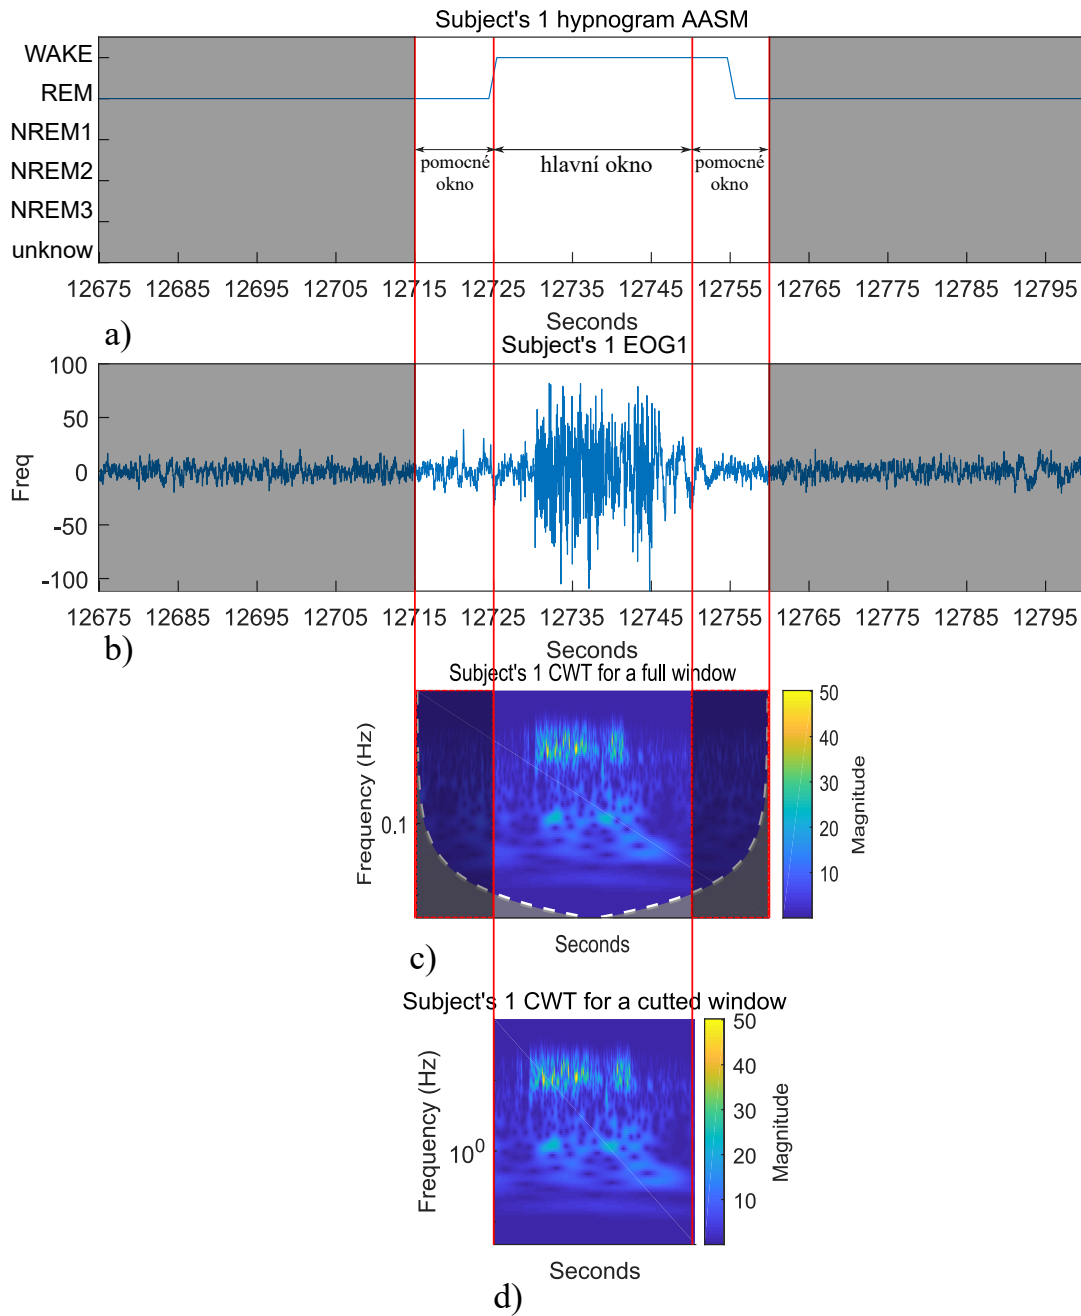 Subject's 1 hypnogram AASM
WAKE
REM
NREM1
NREM2
NREM3
unknow
pomocné
okno
hlavní okno
pomocné
okno
12675 12685 12695 12705 12715 12725 12735 12745 12755 12765 12775 12785 12795
Seconds
a)
Subject's 1 EOG1
100
50
0
-50
-100
Freq
12675 12685 12695 12705 12715 12725 12735 12745 12755 12765 12775 12785 12795
Seconds
b)
Subject's 1 CWT for a full window
Frequency (Hz)
0.1
50
40
30
20
10
Magnitude
Seconds
c)
Subject's 1 CWT for a cutted window
Frequency (Hz)
10⁰
50
40
30
20
10
Magnitude
Seconds
d)